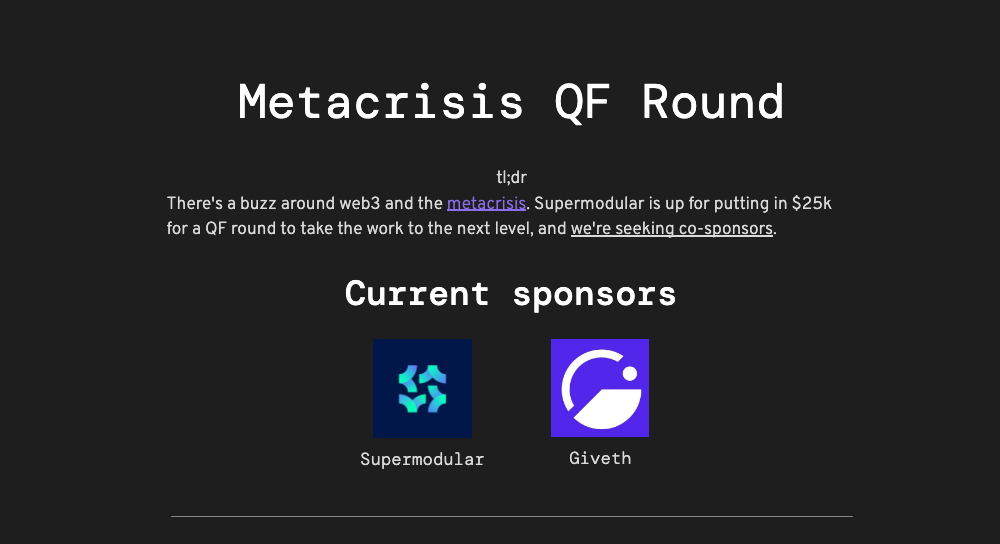 Metacrisis QF Round
tl;dr
There's a buzz around web3 and the metacrisis. Supermodular is up for putting in $25k
for a QF round to take the work to the next level, and we're seeking co-sponsors.
Current sponsors
Supermodular
Giveth